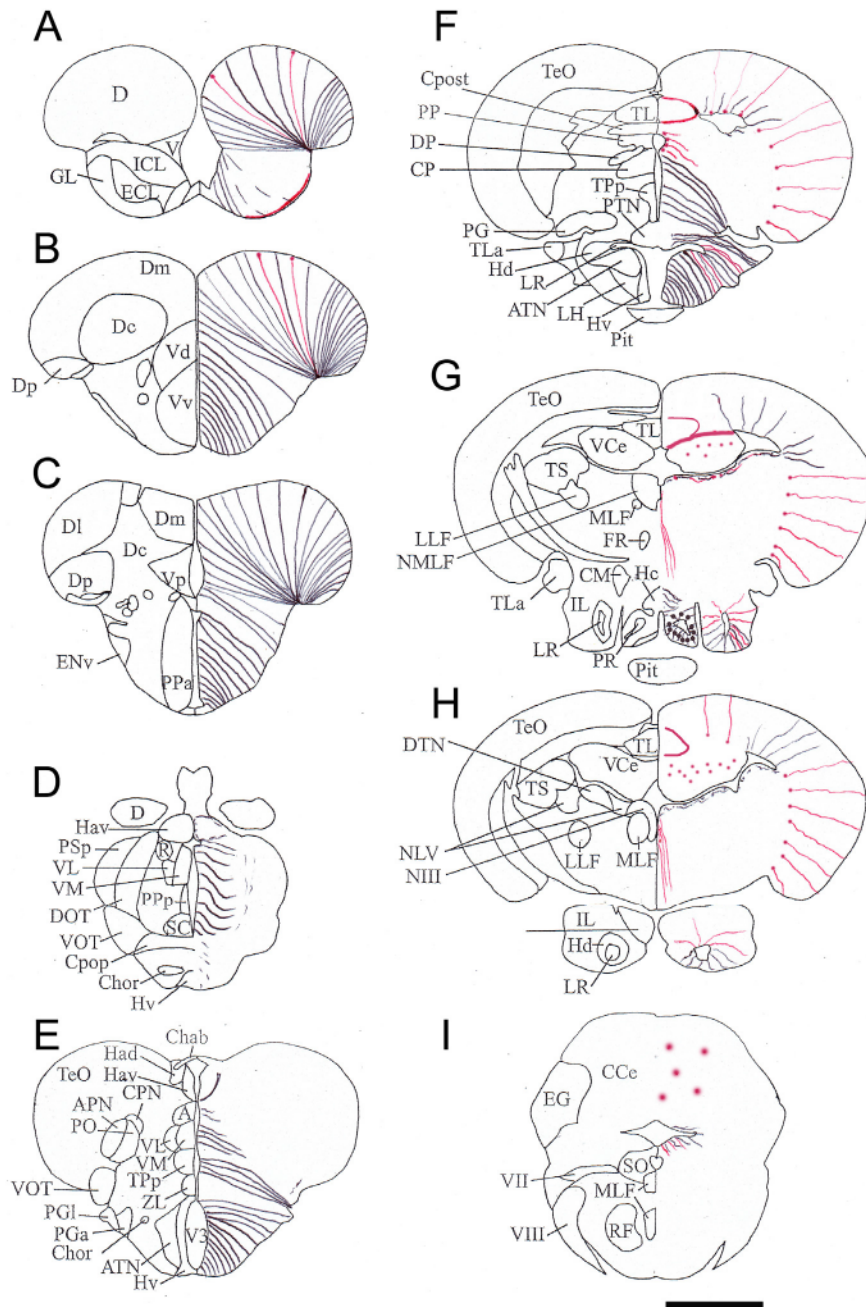 A
D
V
GL
ICL
ECL
B
Dm
Dc
Vd
Dp
Vv
C
Dl
Dm
Dc
Dp
Vp
ENv
PPa
D
D
Hav
PSp
R
VL
VM
PPp
DOT
SC
VOT
Cpop
Chor
Hv
E
Chab
Had
TeO
Hav
CPN
APN
A
PO
VL
VM
TPp
VOT
ZL
PGl
PGa
V3
Chor
ATN
Hv
F
TeO
Cpost
TL
PP
DP
CP
TPp
PTN
PG
TLa
Hd
LR
ATN
LH
Hv
Pit
G
TeO
TL
VCe
TS
LLF
MLF
NMLF
FR
CM
Hc
TLa
IL
LR
PR
Pit
H
TeO
DTN
TL
VCe
TS
NLV
LLF
MLF
NIII
IL
Hd
LR
I
CCe
EG
SO
VII
MLF
VIII
RF